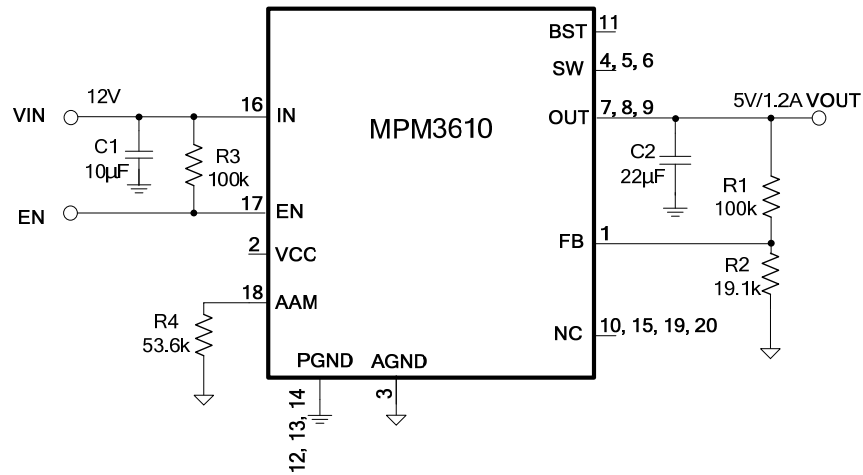 BST
11
SW
4, 5, 6
VIN
12V
16
IN
MPM3610
OUT
7, 8, 9
5V/1.2A VOUT
C1
10µF
R3
100k
C2
22µF
R1
100k
EN
17
EN
FB
1
2
VCC
R2
19.1k
18
AAM
R4
53.6k
NC
10, 15, 19, 20
PGND
AGND
12, 13, 14
3